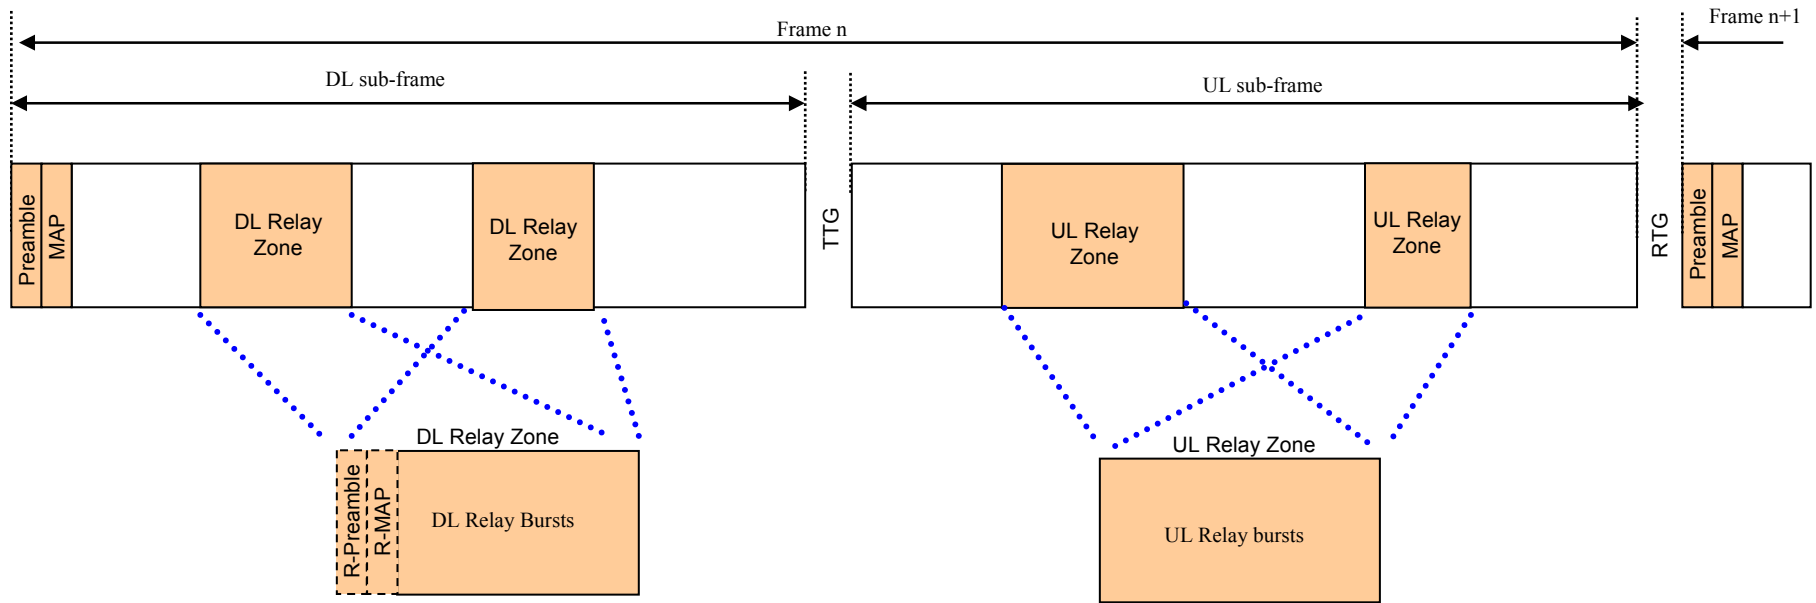 Frame n
Frame n+1
DL sub-frame
UL sub-frame
Preamble
MAP
DL Relay
Zone
DL Relay
Zone
TTG
UL Relay
Zone
UL Relay
Zone
RTG
Preamble
MAP
DL Relay Zone
R-Preamble
R-MAP
DL Relay Bursts
UL Relay Zone
UL Relay bursts